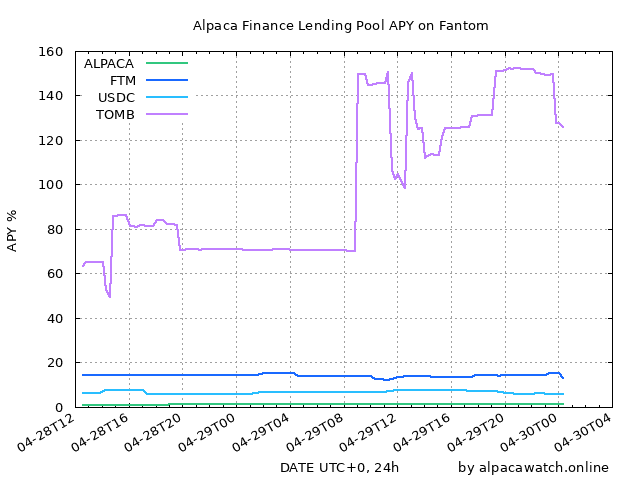 Alpaca Finance Lending Pool APY on Fantom
160
140
120
100
80
60
40
20
0
APY %
ALPACA
FTM
USDC
TOMB
04-28T12
04-28T16
04-28T20
04-29T00
04-29T04
04-29T08
04-29T12
04-29T16
04-29T20
04-30T00
04-30T04
DATE UTC+0, 24h
by alpacawatch.online